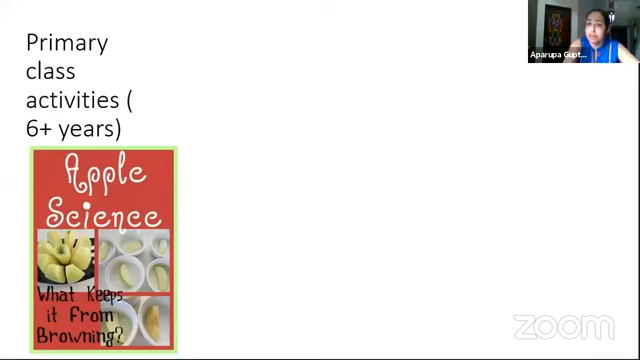 Primary
class
activities (
6+ years)
Apple
Science
What Keeps
it From
Browning?
Aparupa Gupt...
zoom